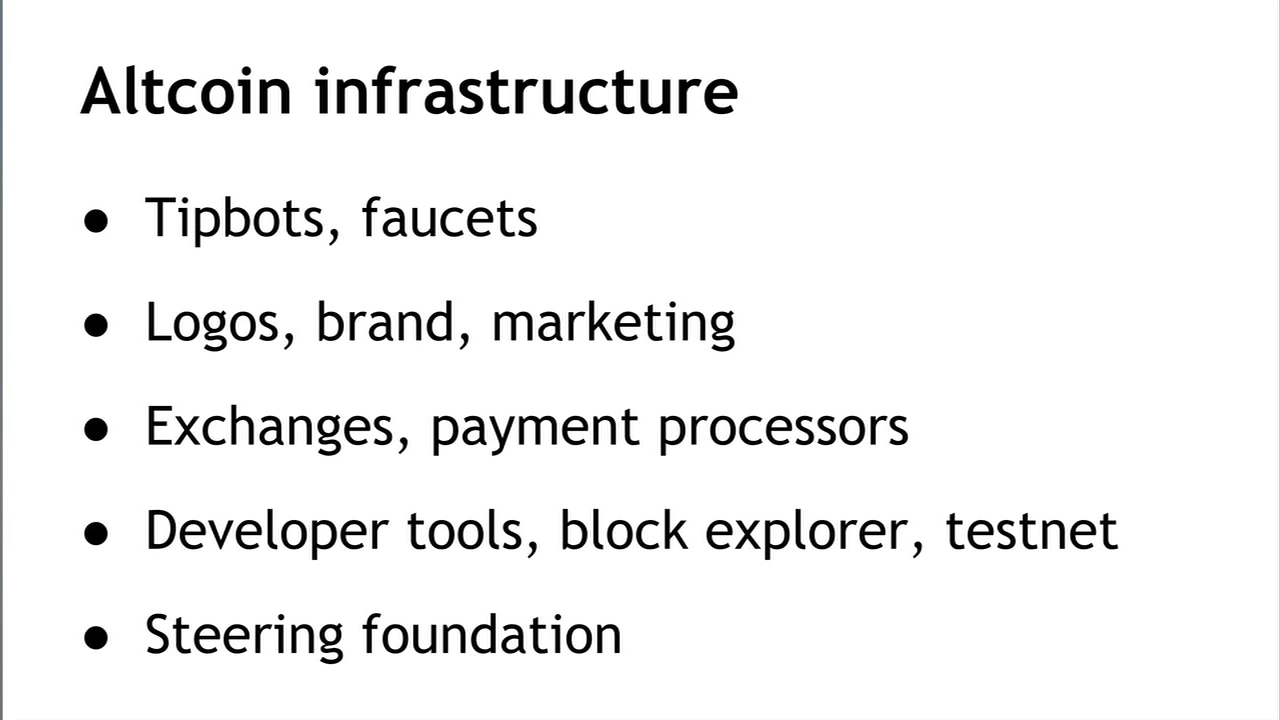 Altcoin infrastructure
● Tipbots, faucets
● Logos, brand, marketing
● Exchanges, payment processors
● Developer tools, block explorer, testnet
● Steering foundation